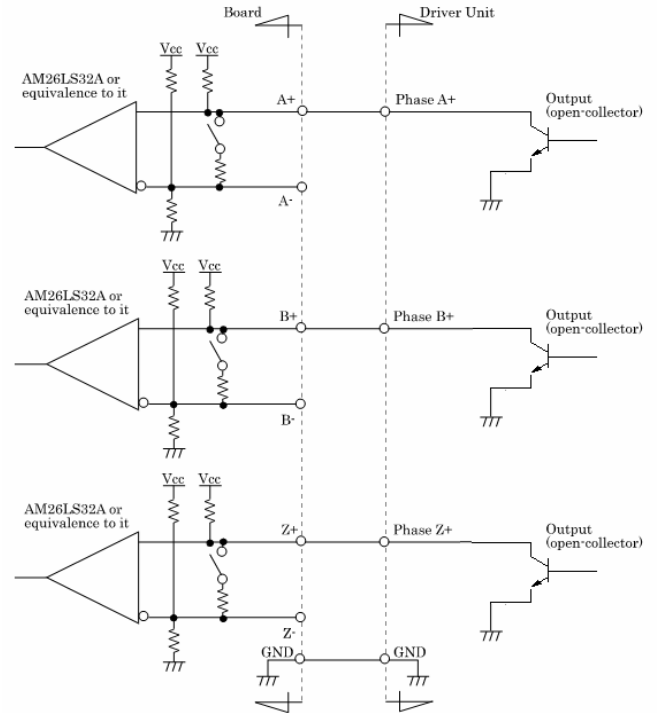 Board
Driver Unit
Vcc
Vcc
AM26LS32A or
equivalence to it
A+
Phase A+
Output
(open-collector)
A-
Vcc
Vcc
AM26LS32A or
equivalence to it
B+
Phase B+
Output
(open-collector)
B-
Vcc
Vcc
AM26LS32A or
equivalence to it
Z+
Phase Z+
Output
(open-collector)
Z-
GND
GND